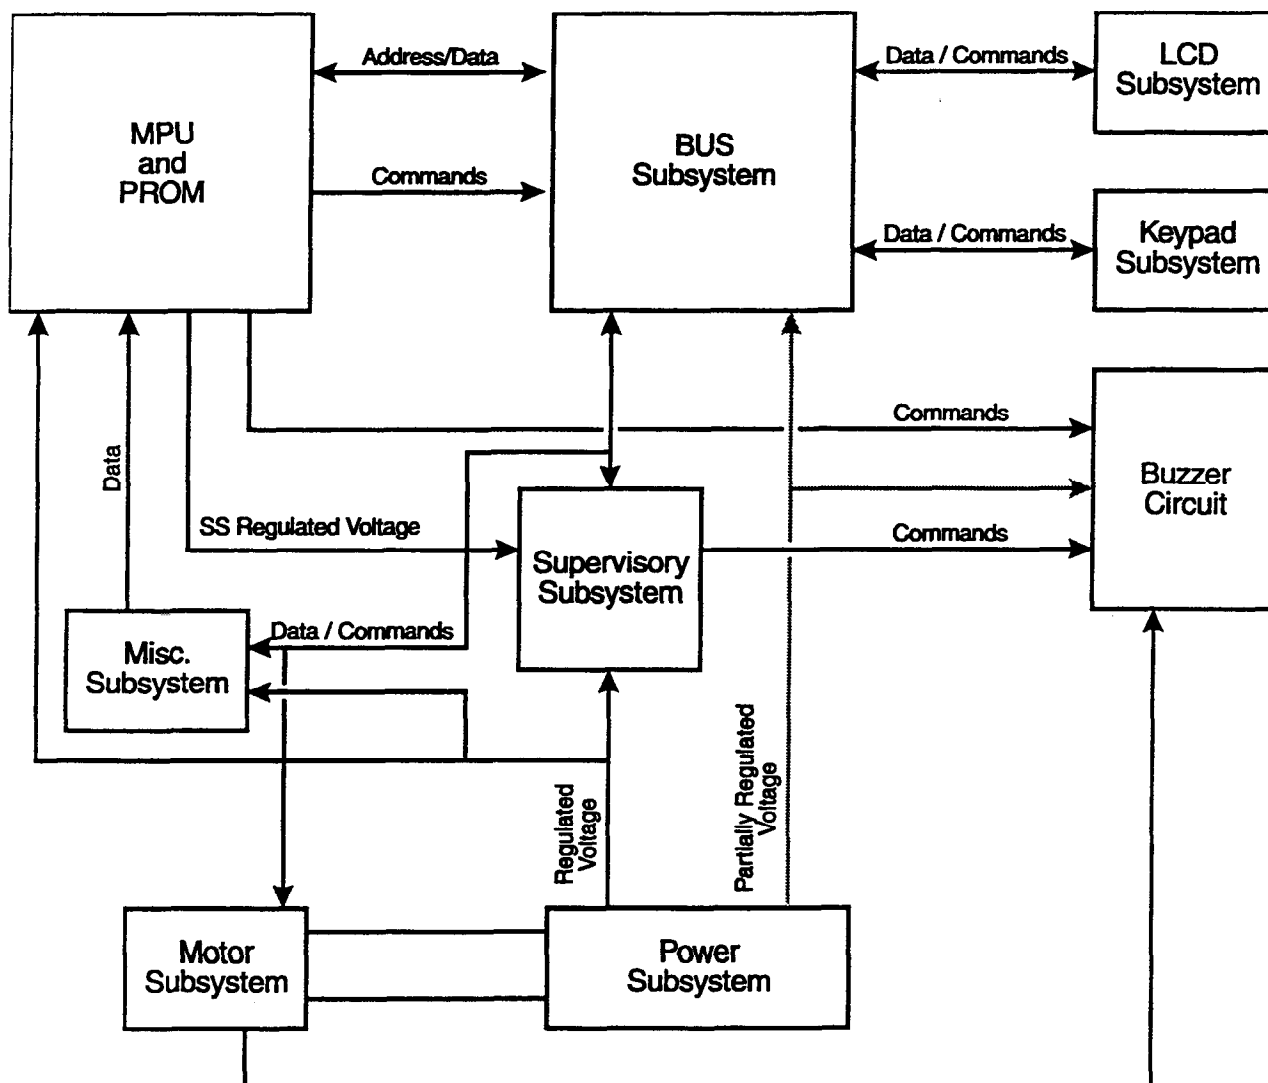 MPU
and
PROM
Address/Data
Commands
BUS
Subsystem
Data / Commands
LCD
Subsystem
Data / Commands
Keypad
Subsystem
Commands
Buzzer
Circuit
Data
SS Regulated Voltage
Supervisory
Subsystem
Commands
Misc.
Subsystem
Data / Commands
Regulated
Voltage
Partially Regulated
Voltage
Motor
Subsystem
Power
Subsystem